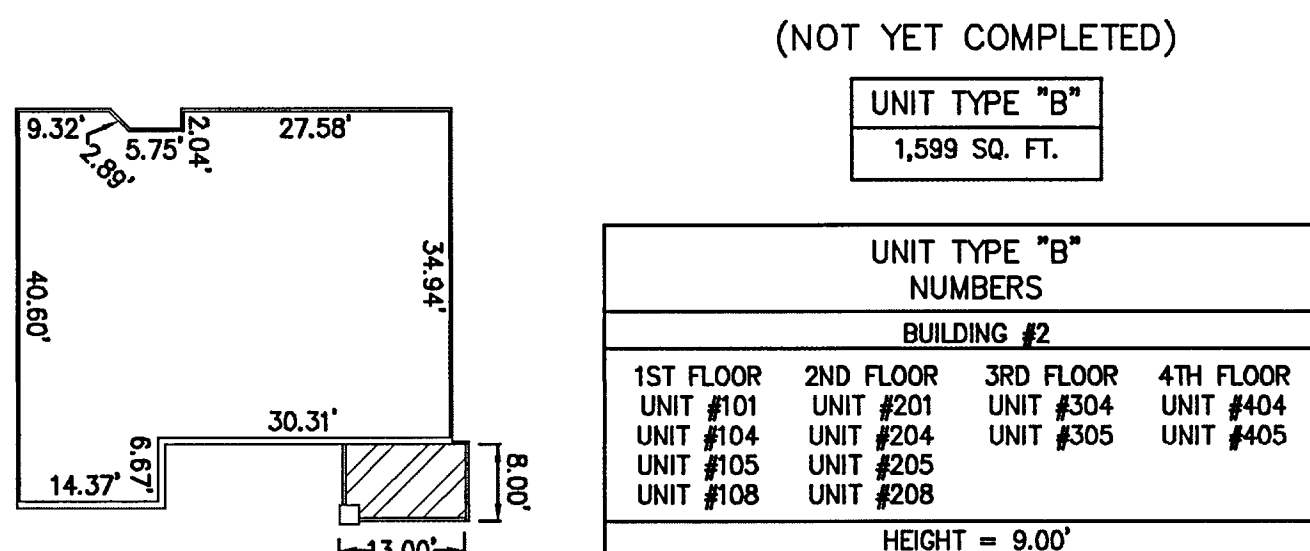 (NOT YET COMPLETED)
UNIT TYPE "B"
1,599 SQ. FT.
9.32'
2.89'
5.75'
2.04'
27.58'
40.60'
34.94'
30.31'
6.67'
14.37'
8.00'
13.00'
UNIT TYPE "B"
NUMBERS
BUILDING #2
1ST FLOOR 2ND FLOOR 3RD FLOOR 4TH FLOOR
UNIT #101 UNIT #201 UNIT #304 UNIT #404
UNIT #104 UNIT #204 UNIT #305 UNIT #405
UNIT #105 UNIT #205
UNIT #108 UNIT #208
HEIGHT = 9.00'